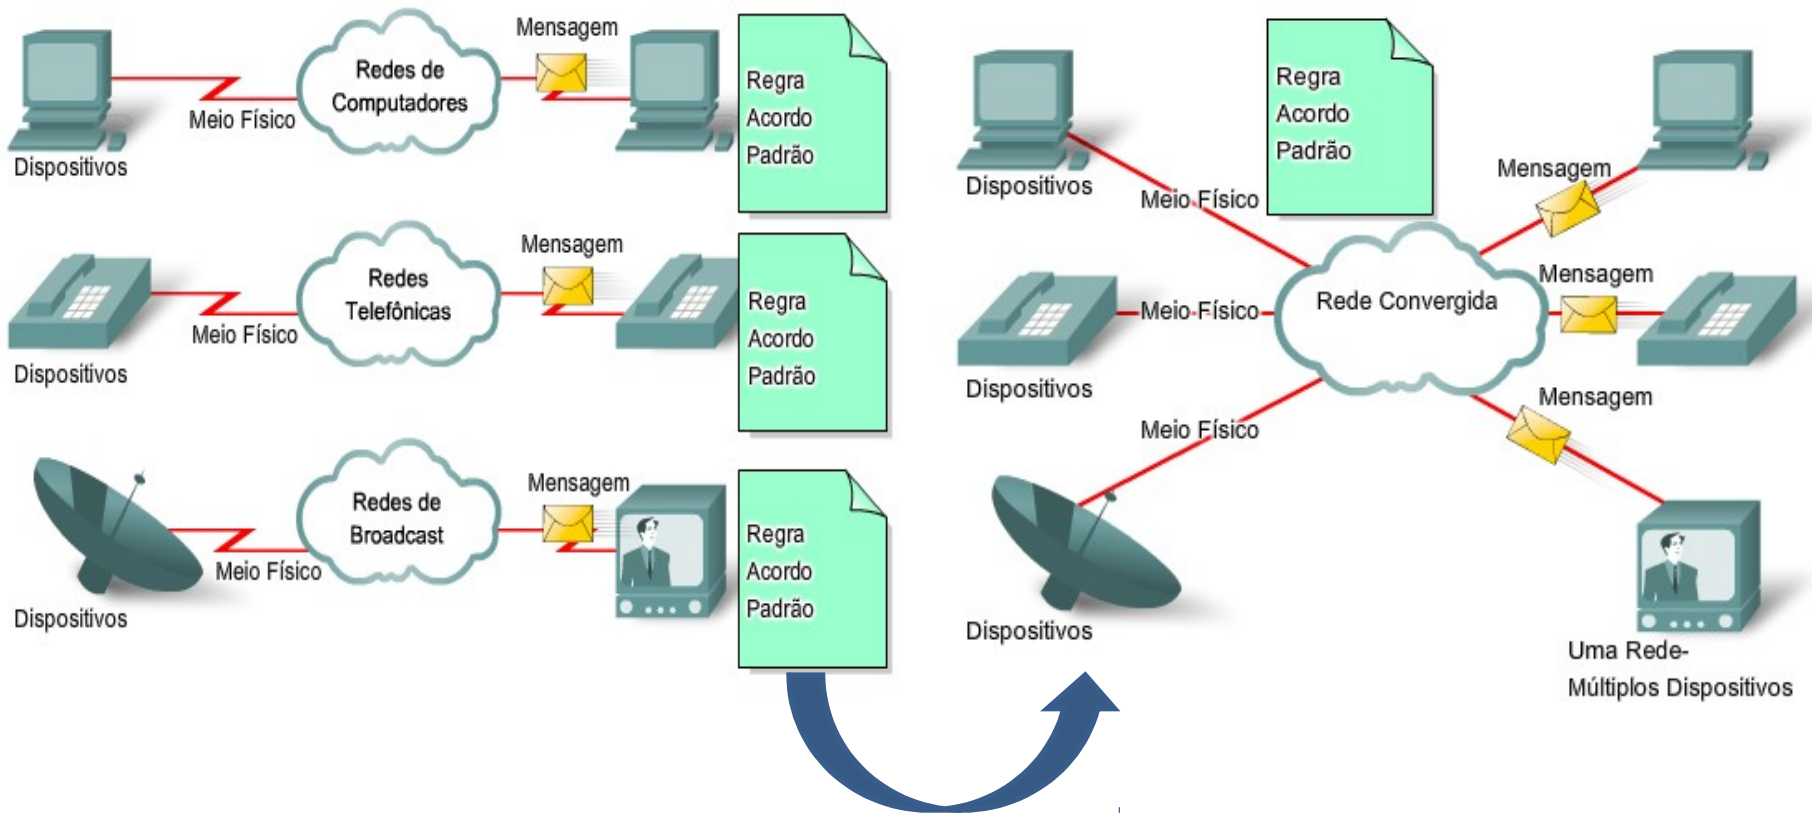 Mensagem
Redes de
Computadores
Meio Físico
Dispositivos
Regra
Acordo
Padrão
Mensagem
Redes
Telefônicas
Meio Físico
Dispositivos
Regra
Acordo
Padrão
Mensagem
Redes de
Broadcast
Meio Físico
Dispositivos
Regra
Acordo
Padrão
Regra
Acordo
Padrão
Dispositivos
Meio Físico
Mensagem
Rede Convergida
Mensagem
Meio Físico
Dispositivos
Mensagem
Meio Físico
Dispositivos
Uma Rede-
Múltiplos Dispositivos